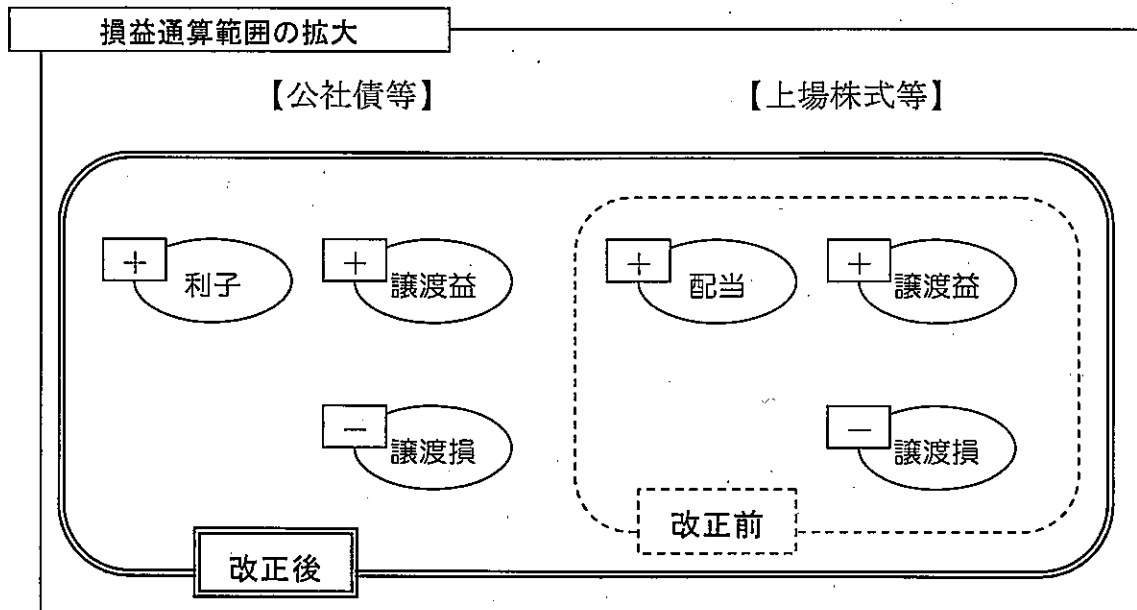 損益通算範囲の拡大
【公社債等】 【上場株式等】
+ 利子 + 譲渡益 + 配当 + 譲渡益
− 譲渡損 − 譲渡損
改正前
改正後